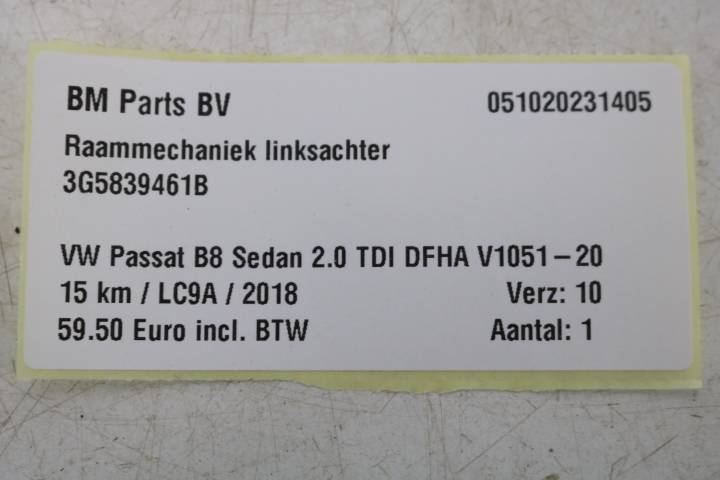 BM Parts BV 051020231405
Raammechaniek linksachter
3G5839461B
VW Passat B8 Sedan 2.0 TDI DFHA V1051-20
15 km / LC9A / 2018 Verz: 10
59.50 Euro incl. BTW Aantal: 1